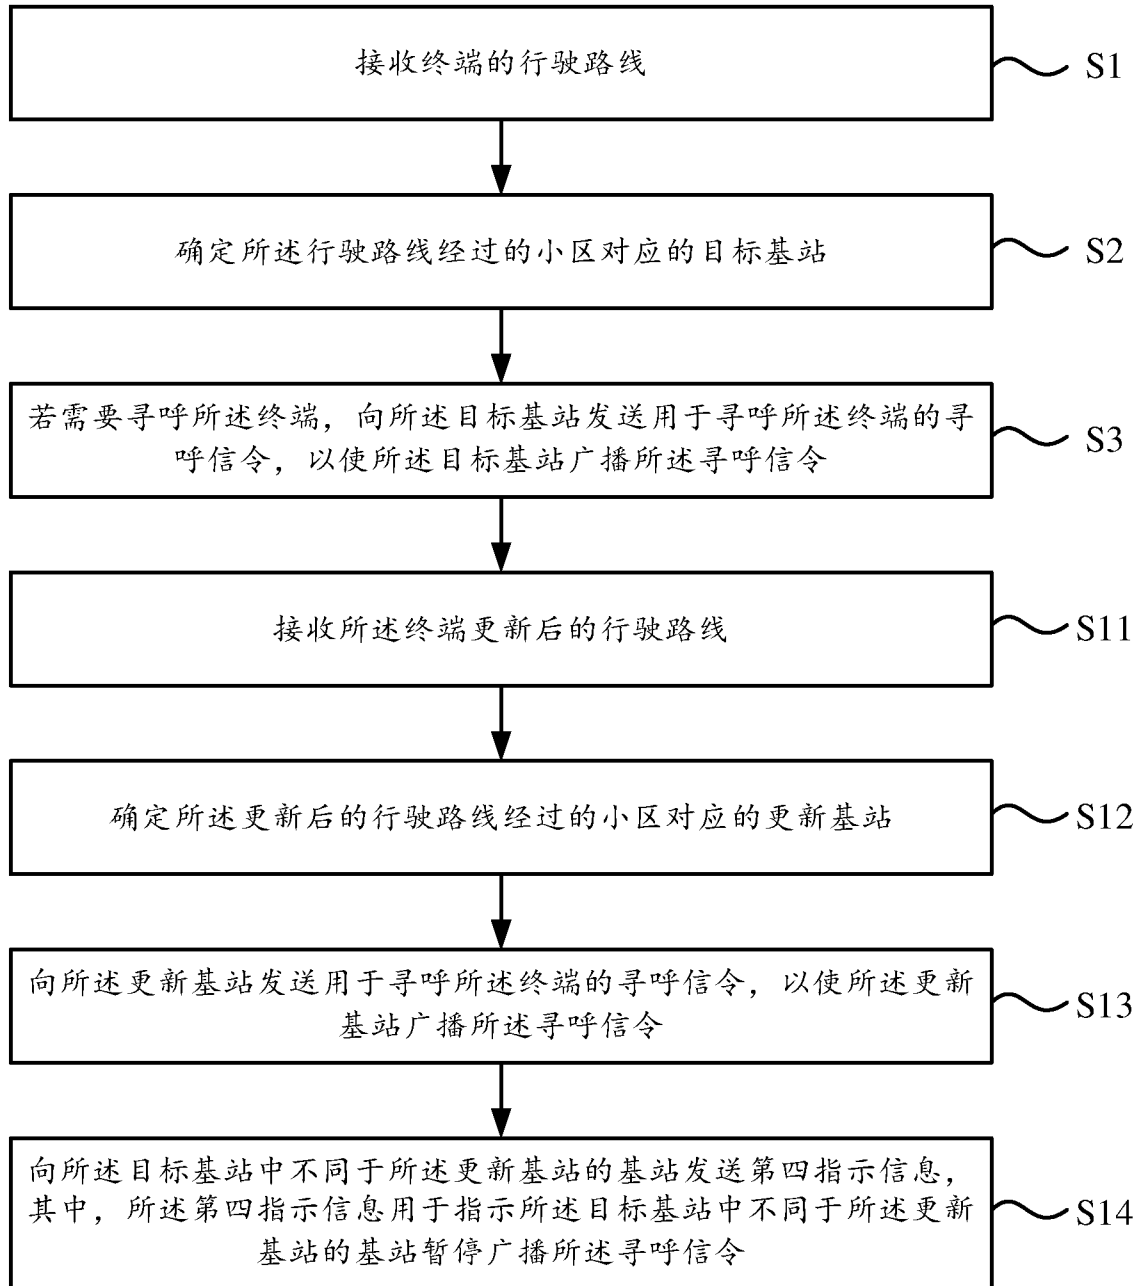 接收终端的行驶路线
S1
确定所述行驶路线经过的小区对应的目标基站
S2
若需要寻呼所述终端，向所述目标基站发送用于寻呼所述终端的寻
呼信令，以使所述目标基站广播所述寻呼信令
S3
接收所述终端更新后的行驶路线
S11
确定所述更新后的行驶路线经过的小区对应的更新基站
S12
向所述更新基站发送用于寻呼所述终端的寻呼信令，以使所述更新
基站广播所述寻呼信令
S13
向所述目标基站中不同于所述更新基站的基站发送第四指示信息，
其中，所述第四指示信息用于指示所述目标基站中不同于所述更新
基站的基站暂停广播所述寻呼信令
S14